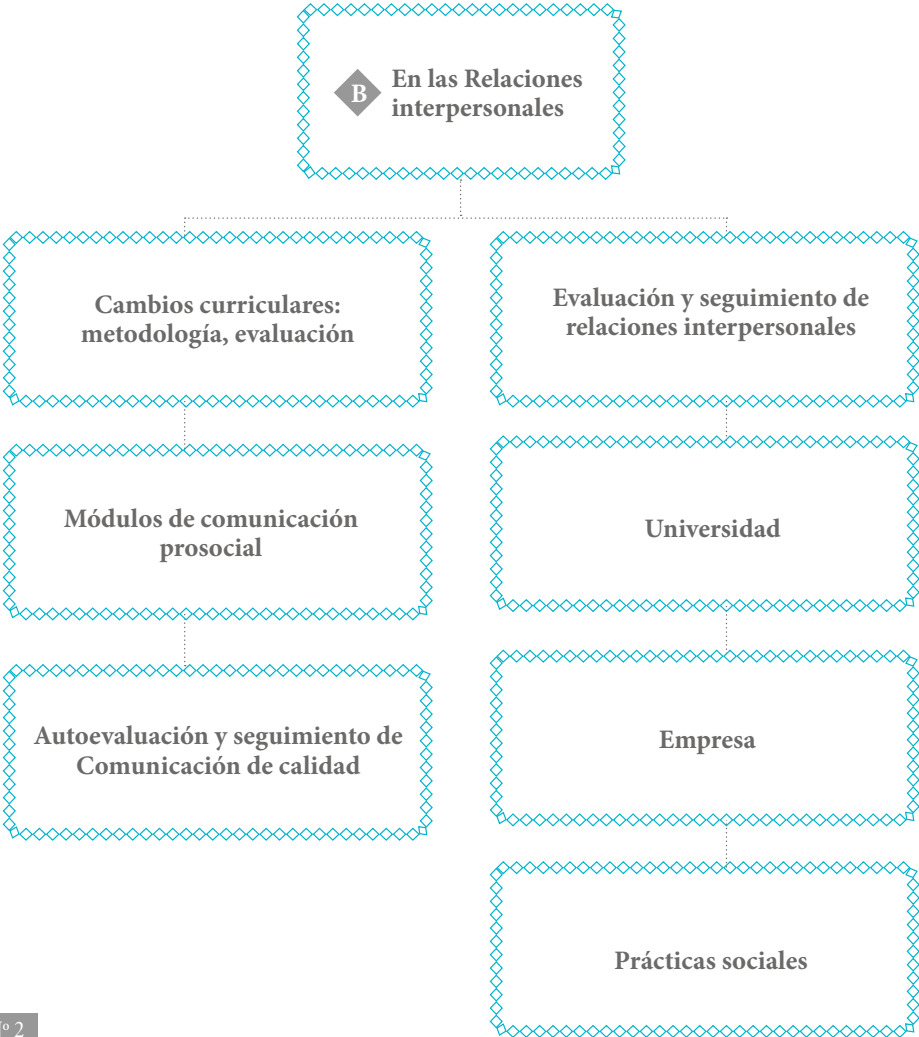 B
En las Relaciones
interpersonales
Cambios curriculares:
metodología, evaluación
Evaluación y seguimiento de
relaciones interpersonales
Módulos de comunicación
prosocial
Universidad
Autoevaluación y seguimiento de
Comunicación de calidad
Empresa
Prácticas sociales
º 2